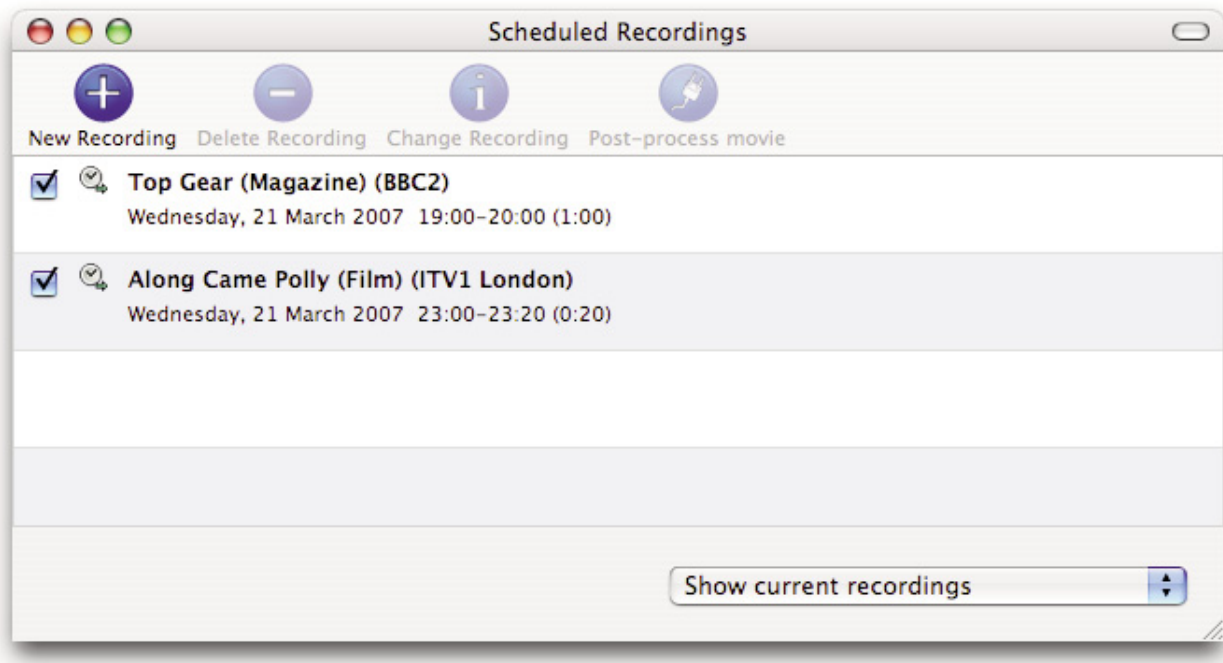 Scheduled Recordings
New Recording Delete Recording Change Recording Post-process movie
Top Gear (Magazine) (BBC2)
Wednesday, 21 March 2007 19:00-20:00 (1:00)
Along Came Polly (Film) (ITV1 London)
Wednesday, 21 March 2007 23:00-23:20 (0:20)
Show current recordings